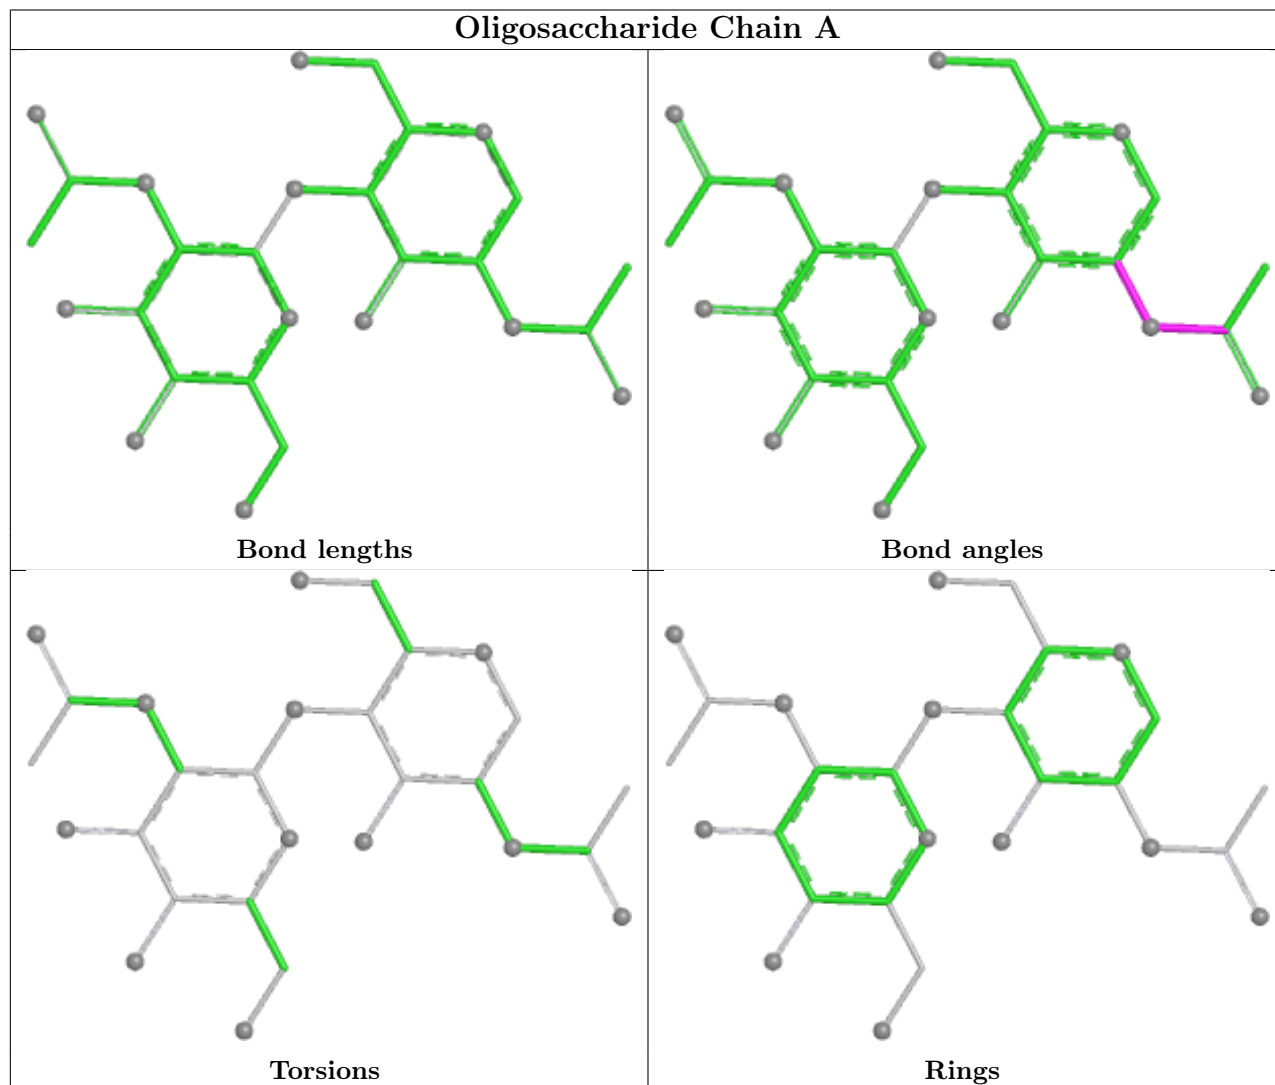 Oligosaccharide Chain A
Bond lengths
Bond angles
Torsions
Rings